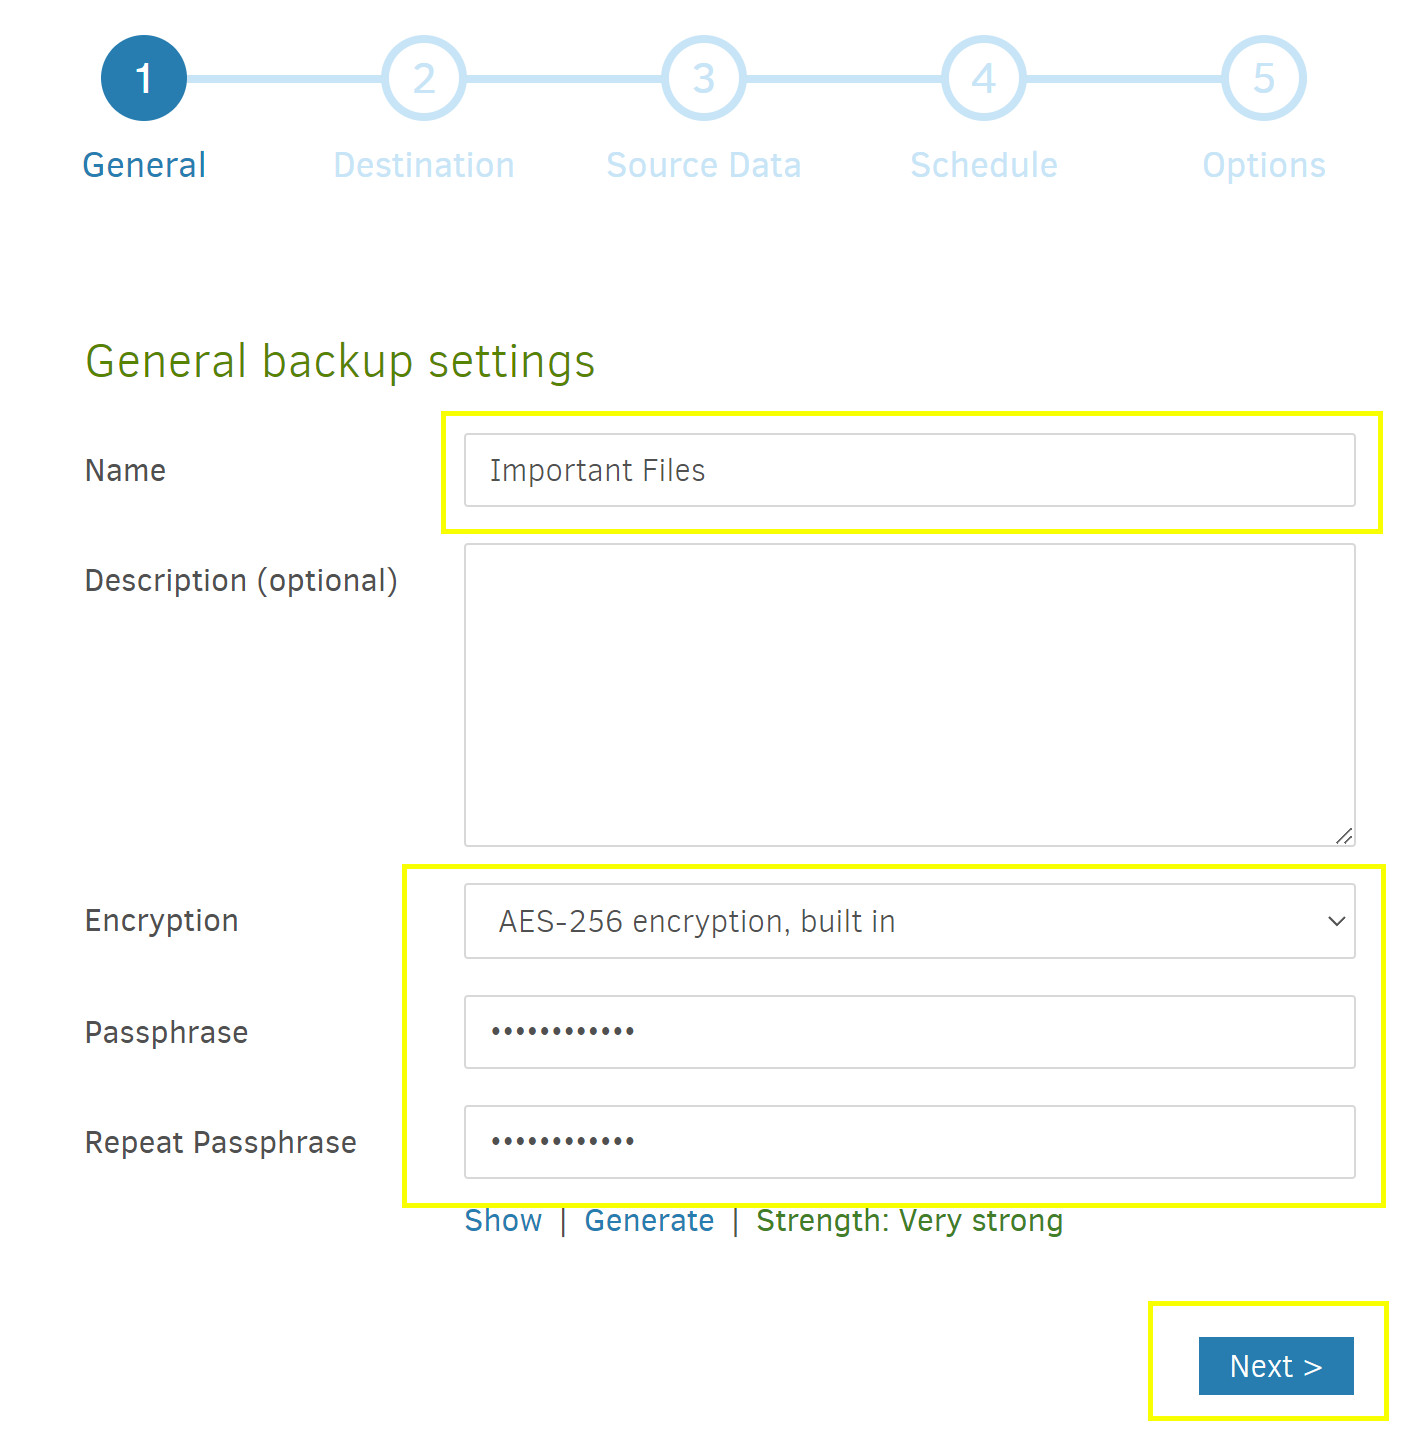 1 2 3 4 5
General Destination Source Data Schedule Options
General backup settings
Name Important Files
Description (optional)
Encryption AES-256 encryption, built in
Passphrase ••••••••••••
Repeat Passphrase ••••••••••••
Show | Generate | Strength: Very strong
Next >